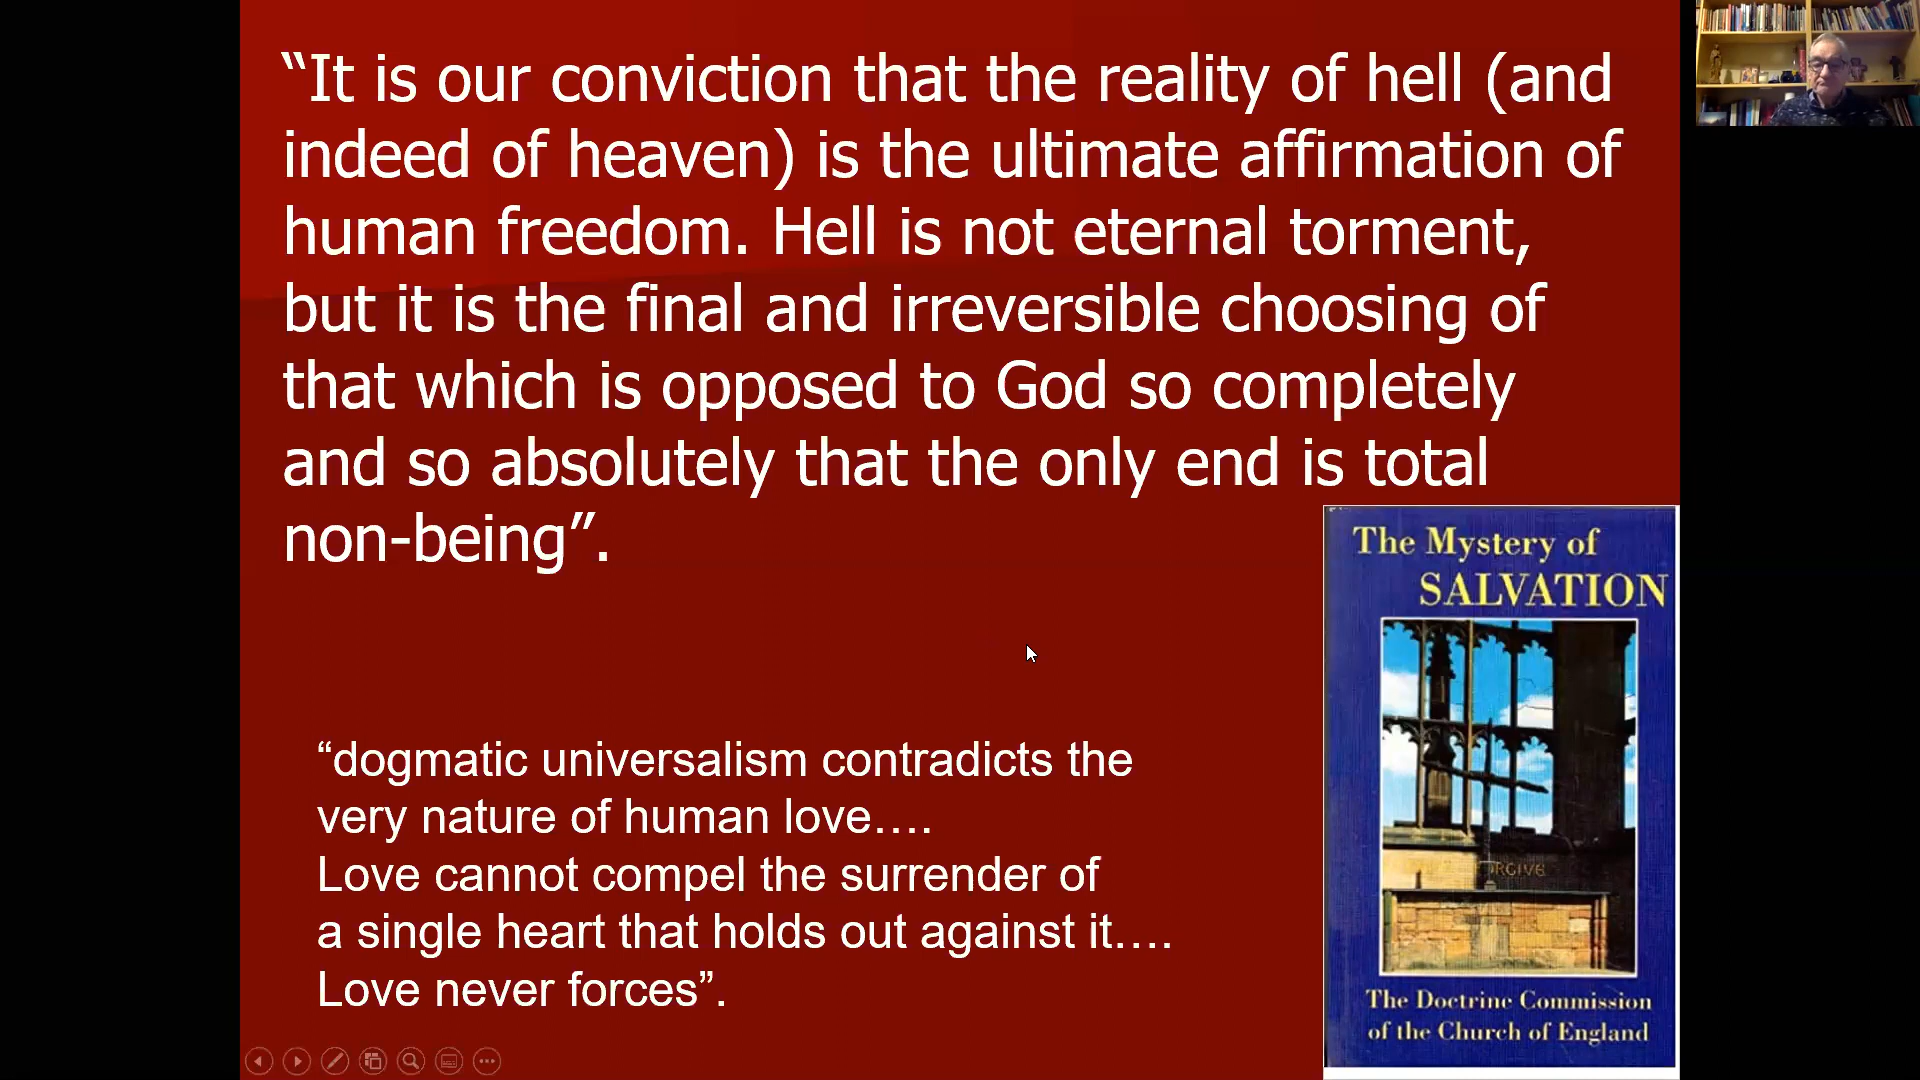 “It is our conviction that the reality of hell (and
indeed of heaven) is the ultimate affirmation of
human freedom. Hell is not eternal torment,
but it is the final and irreversible choosing of
that which is opposed to God so completely
and so absolutely that the only end is total
non-being”.
“dogmatic universalism contradicts the
very nature of human love….
Love cannot compel the surrender of
a single heart that holds out against it….
Love never forces”.
The Mystery of
SALVATION
The Doctrine Commission
of the Church of England